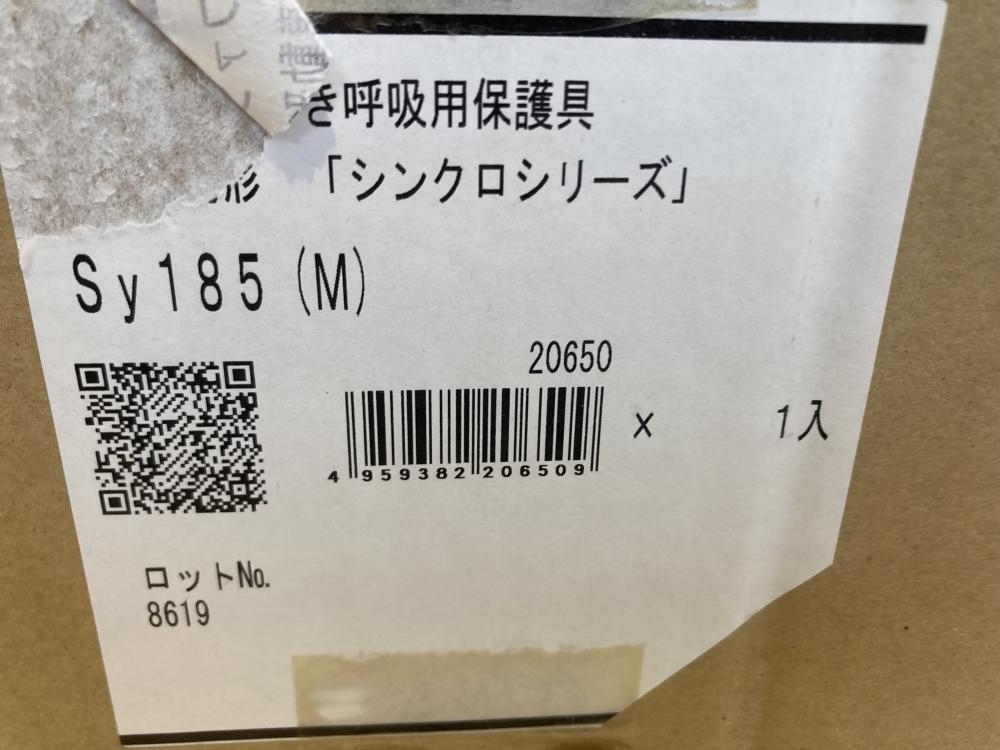 き呼吸用保護具
形 「シンクロシリーズ」
Sy185(M)
20650
4 959382 206509
x 1入
ロットNo.
8619